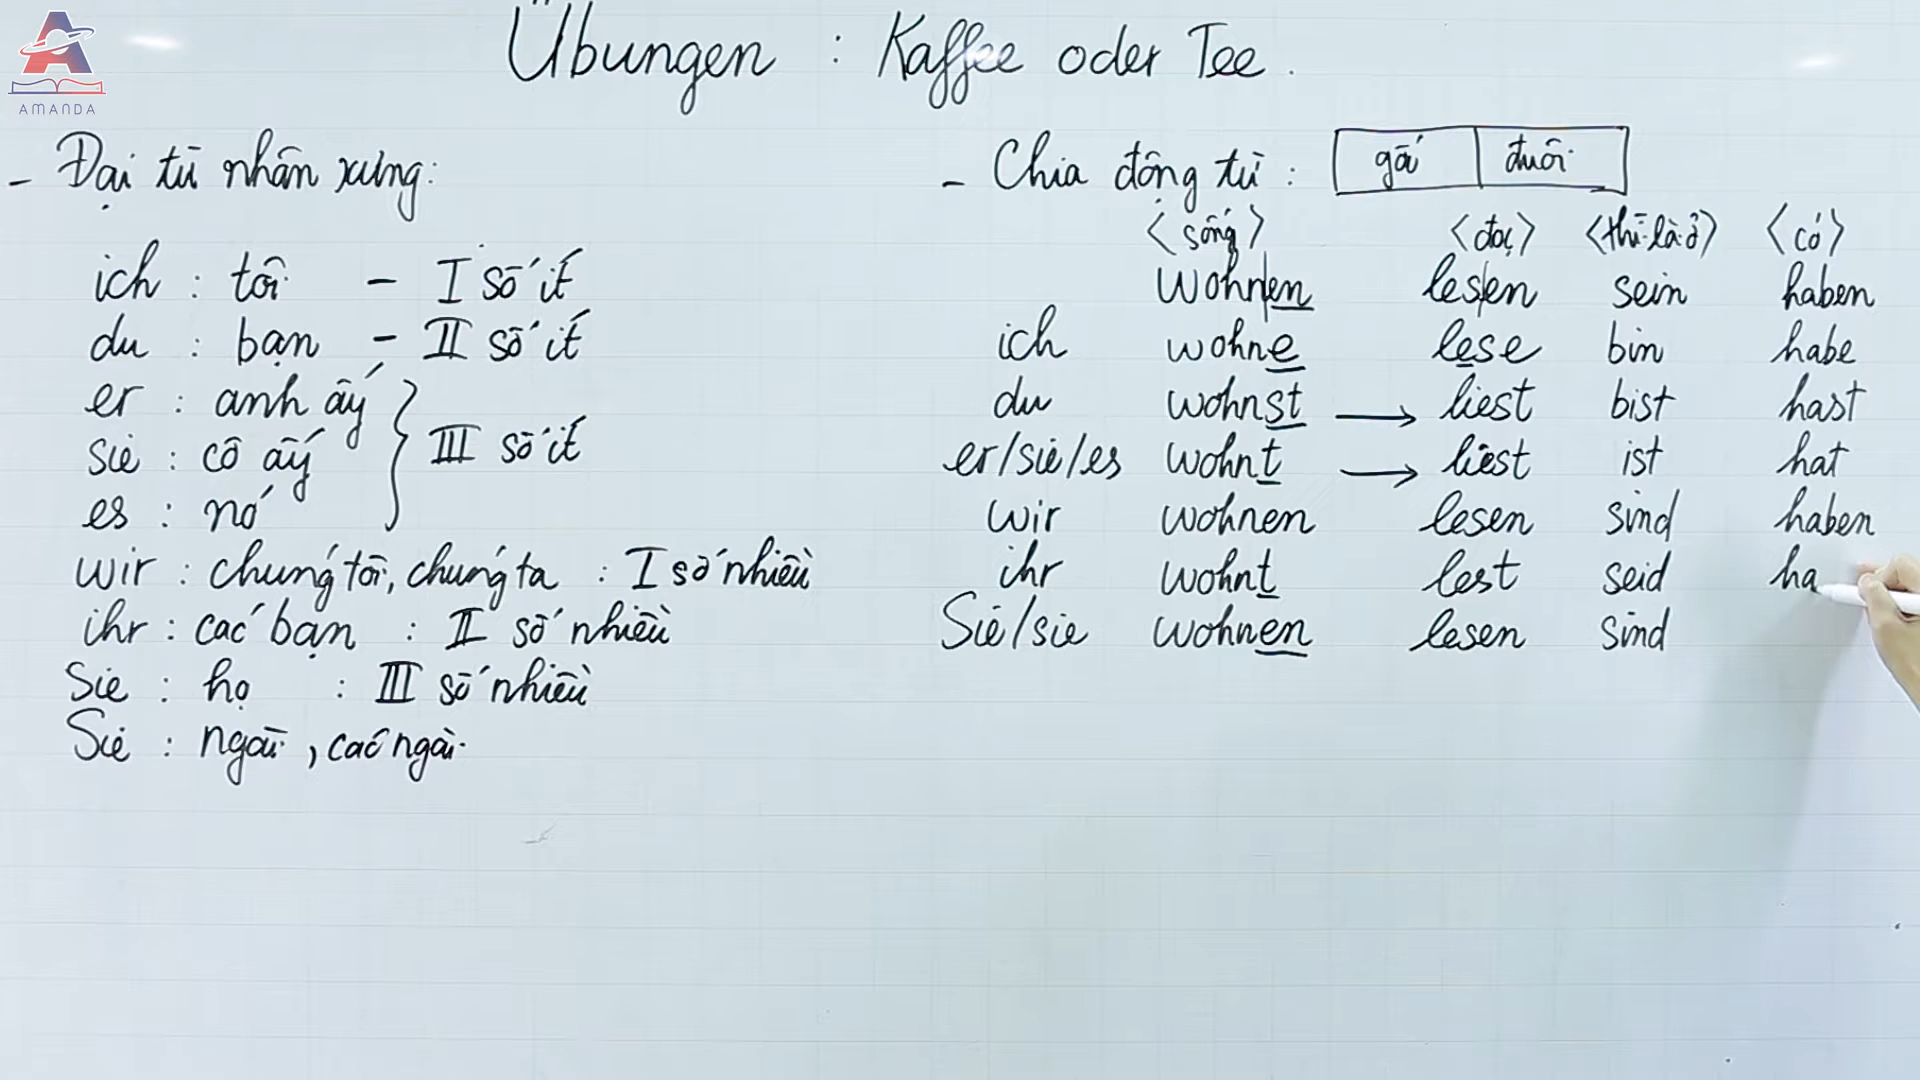 AMANDA
Übungen : Kaffee oder Tee.
- Đại từ nhân xưng:
ich : tôi - I số ít
du : bạn - II số ít
er : anh ấy
sie : cô ấy
es : nó
III số ít
wir : chúng tôi, chúng ta : I số nhiều
ihr : các bạn : II số nhiều
Sie : họ : III số nhiều
Sie : ngài, các ngài
- Chia động từ : gốc đuôi
<sống> <đọc> <thì-là-ở> <có>
wohn|en les|en sein haben
ich wohne lese bin habe
du wohnst → liest bist hast
er/sie/es wohnt → liest ist hat
wir wohnen lesen sind haben
ihr wohnt lest seid ha
Sie/sie wohnen lesen sind